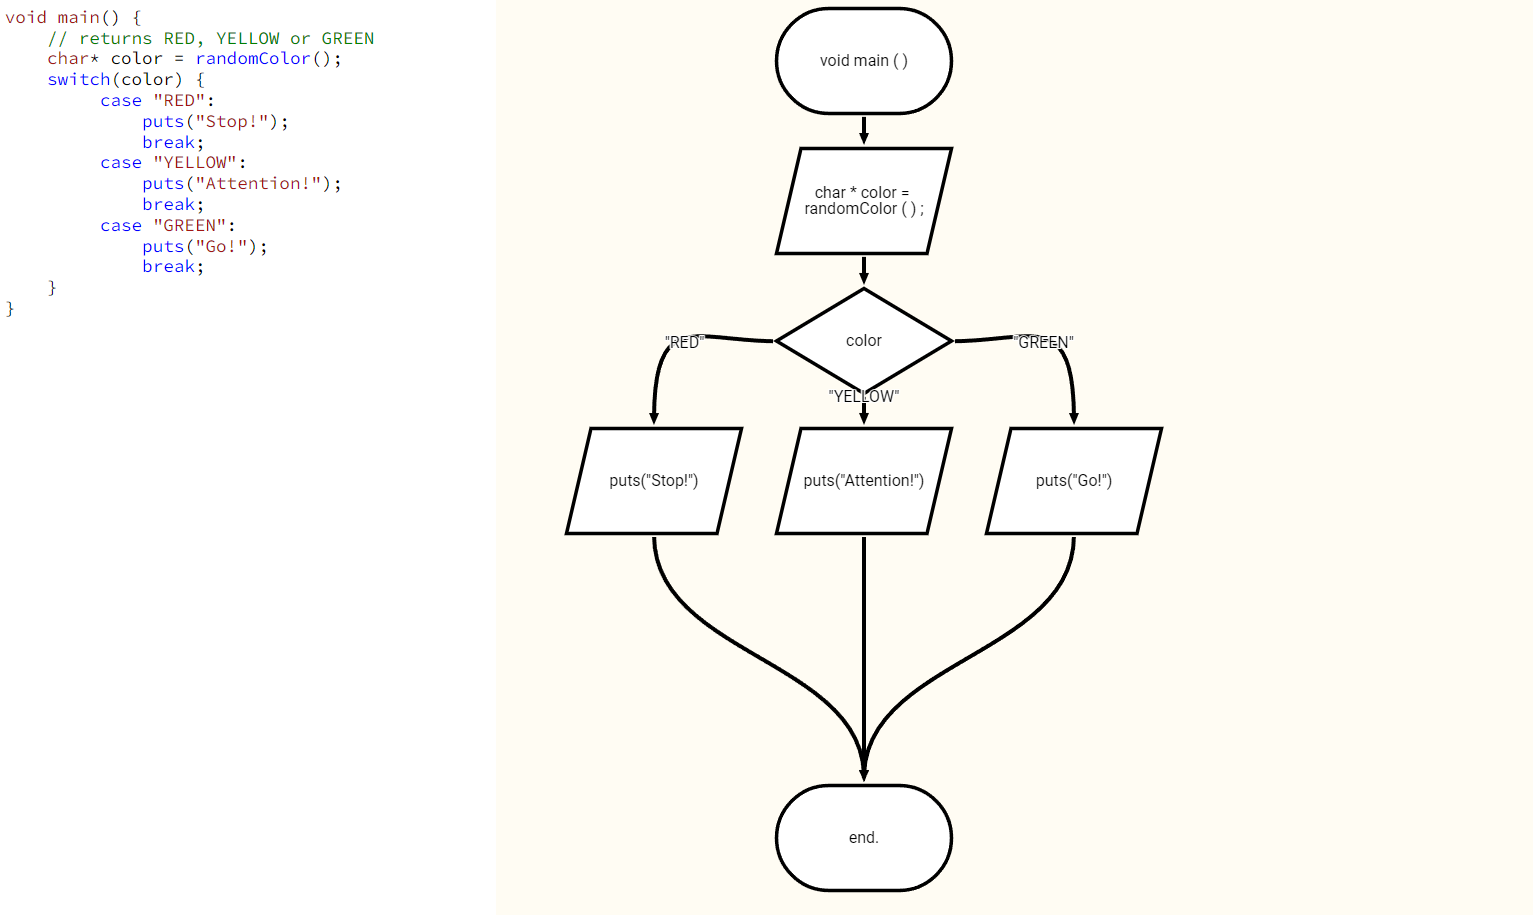 void main() {
// returns RED, YELLOW or GREEN
char* color = randomColor();
switch(color) {
case "RED":
puts("Stop!");
break;
case "YELLOW":
puts("Attention!");
break;
case "GREEN":
puts("Go!");
break;
}
}
void main ( )
char * color =
randomColor ( ) ;
color
"RED"
"GREEN"
"YELLOW"
puts("Stop!")
puts("Attention!")
puts("Go!")
end.